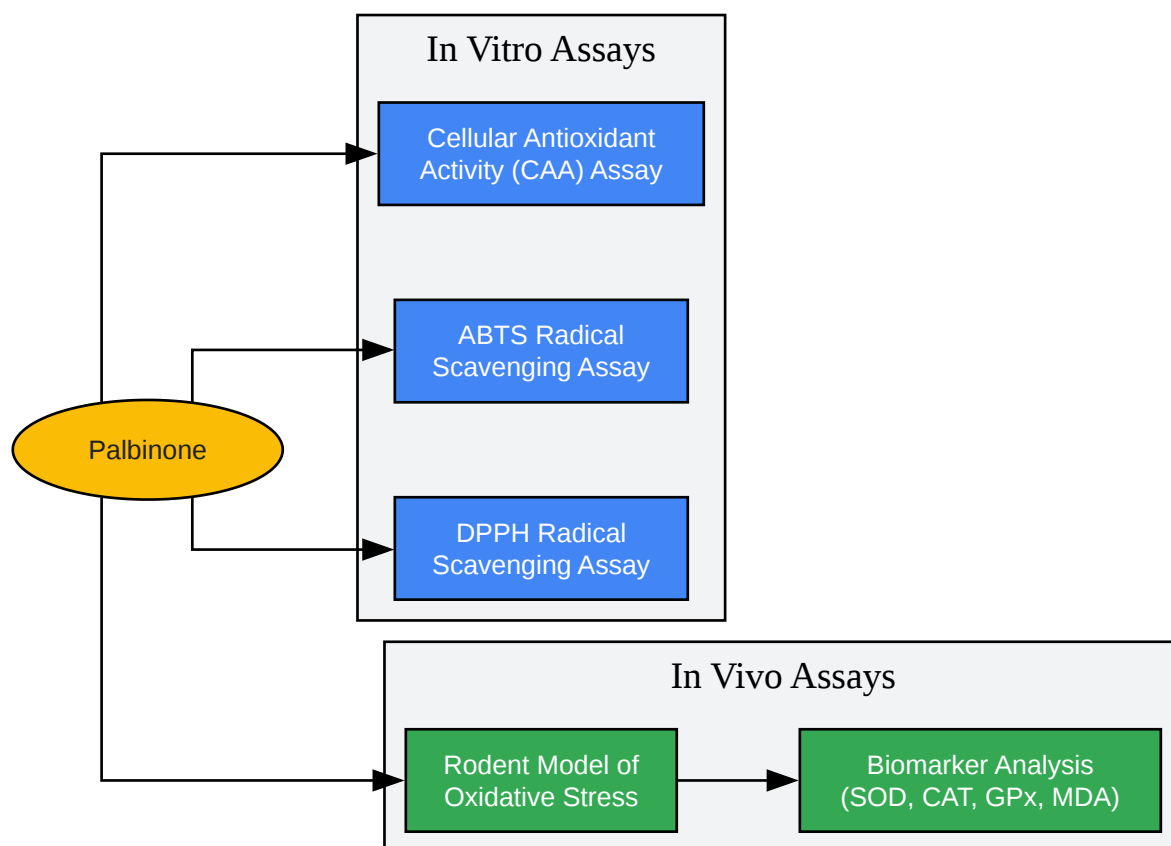 In Vitro Assays
Cellular Antioxidant
Activity (CAA) Assay
ABTS Radical
Scavenging Assay
Palbinone
DPPH Radical
Scavenging Assay
In Vivo Assays
Rodent Model of
Oxidative Stress
Biomarker Analysis
(SOD, CAT, GPx, MDA)